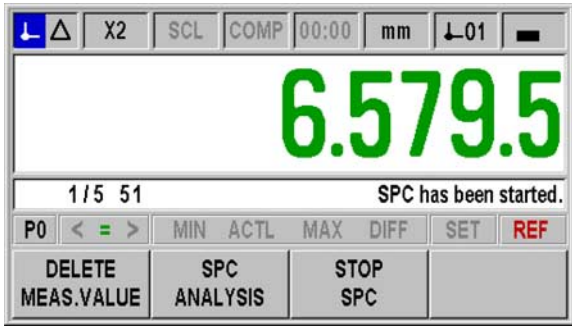 Δ X2 SCL COMP 00:00 mm 01
6.579.5
1/5 51 SPC has been started.
P0 < = > MIN ACTL MAX DIFF SET REF
DELETE SPC STOP
MEAS.VALUE ANALYSIS SPC